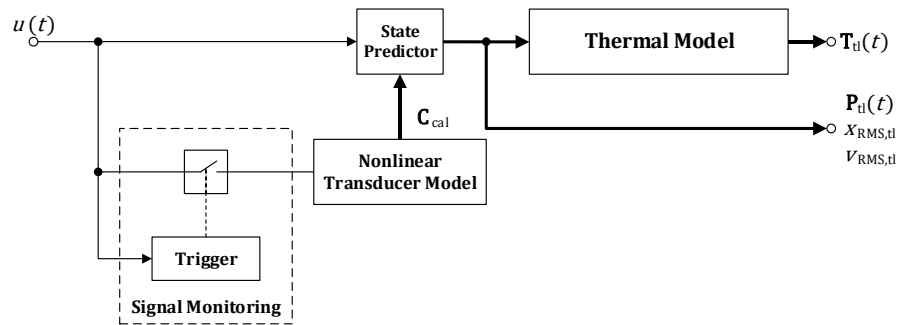 u(t)
State
Predictor
Thermal Model
T_tl(t)
C_cal
P_tl(t)
x_RMS,tl
v_RMS,tl
Nonlinear
Transducer Model
Trigger
Signal Monitoring